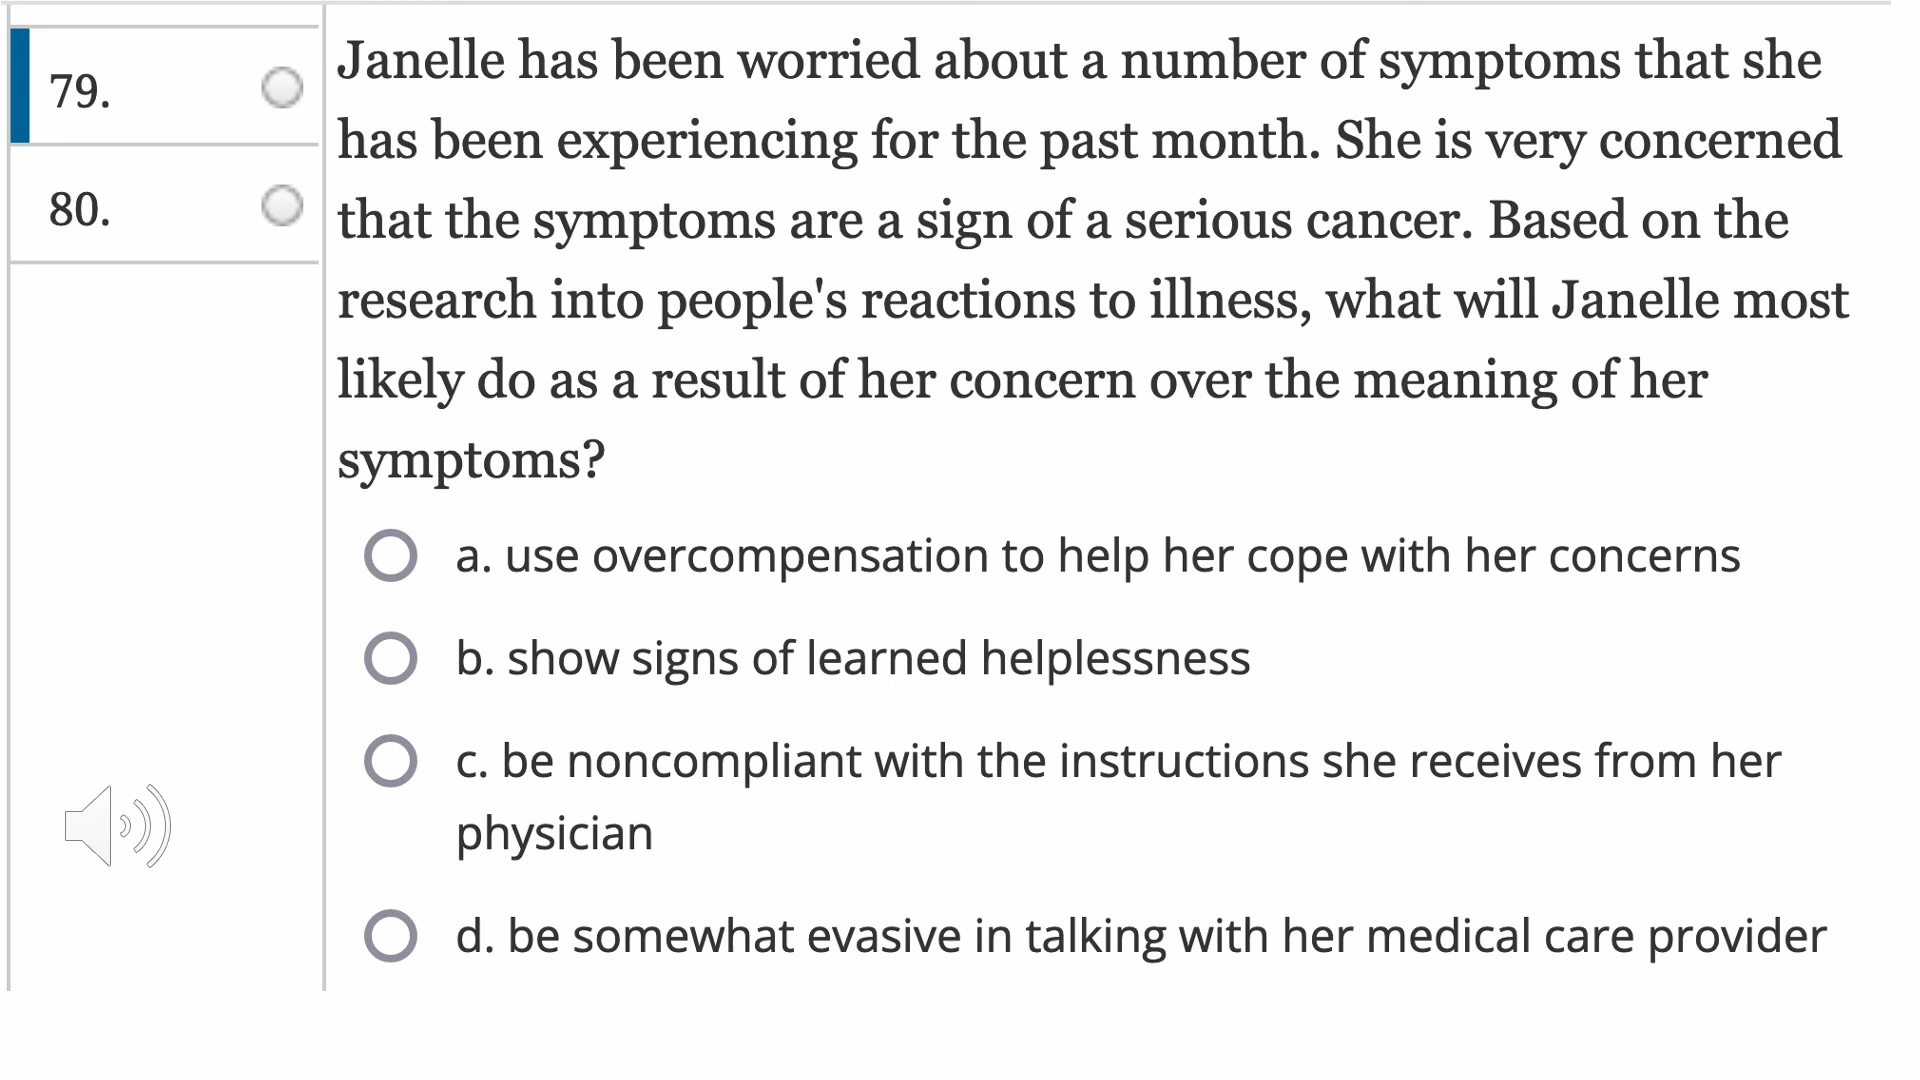 79.
80.
Janelle has been worried about a number of symptoms that she
has been experiencing for the past month. She is very concerned
that the symptoms are a sign of a serious cancer. Based on the
research into people's reactions to illness, what will Janelle most
likely do as a result of her concern over the meaning of her
symptoms?
a. use overcompensation to help her cope with her concerns
b. show signs of learned helplessness
c. be noncompliant with the instructions she receives from her
physician
d. be somewhat evasive in talking with her medical care provider